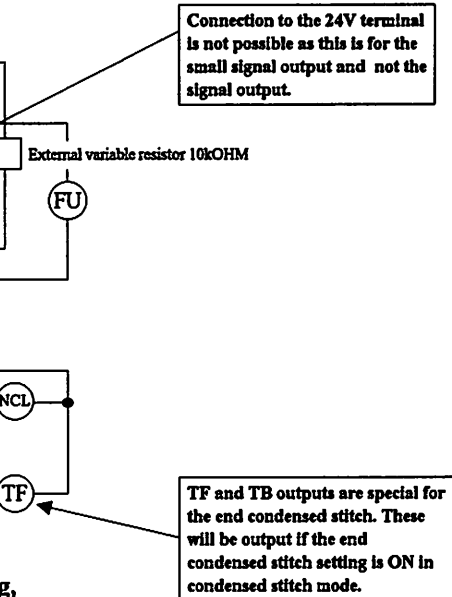 Connection to the 24V terminal
is not possible as this is for the
small signal output and not the
signal output.
External variable resistor 10kOHM
FU
NCL
TF
TF and TB outputs are special for
the end condensed stitch. These
will be output if the end
condensed stitch setting is ON in
condensed stitch mode.
g,